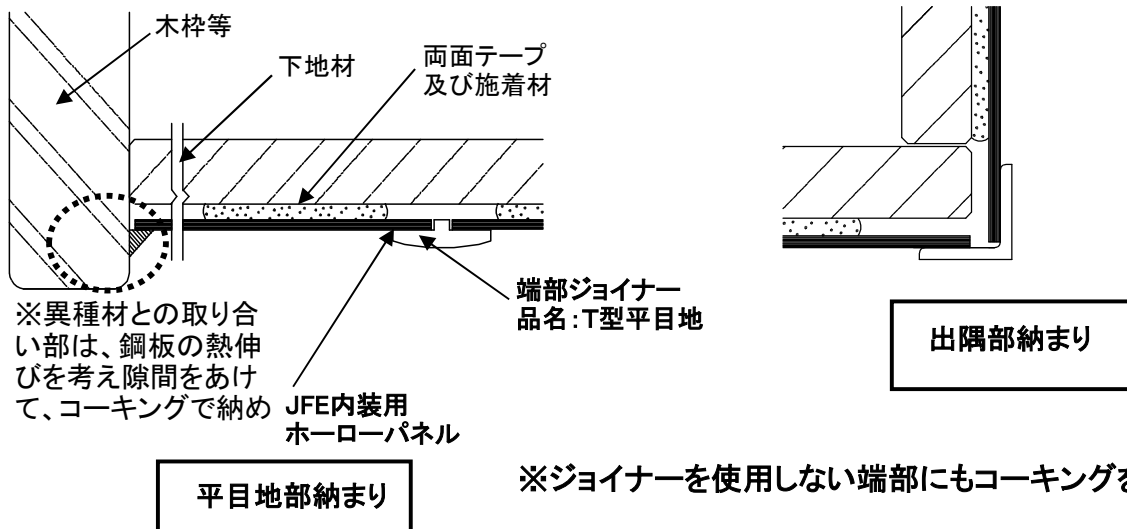 木枠等
下地材
両面テープ
及び施着材
端部ジョイナー
品名：T型平目地
※異種材との取り合
い部は、鋼板の熱伸
びを考え隙間をあけ
て、コーキングで納め
JFE内装用
ホーローパネル
平目地部納まり
出隅部納まり
※ジョイナーを使用しない端部にもコーキングを